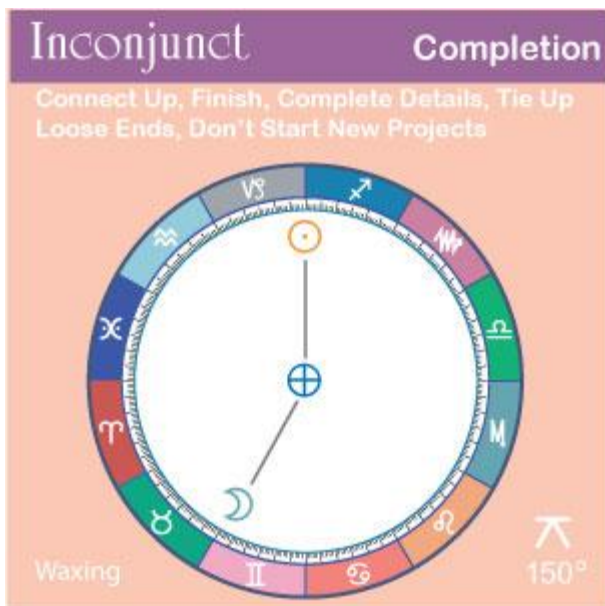 Inconjunct Completion
Connect Up, Finish, Complete Details, Tie Up
Loose Ends, Don't Start New Projects
Waxing
150°